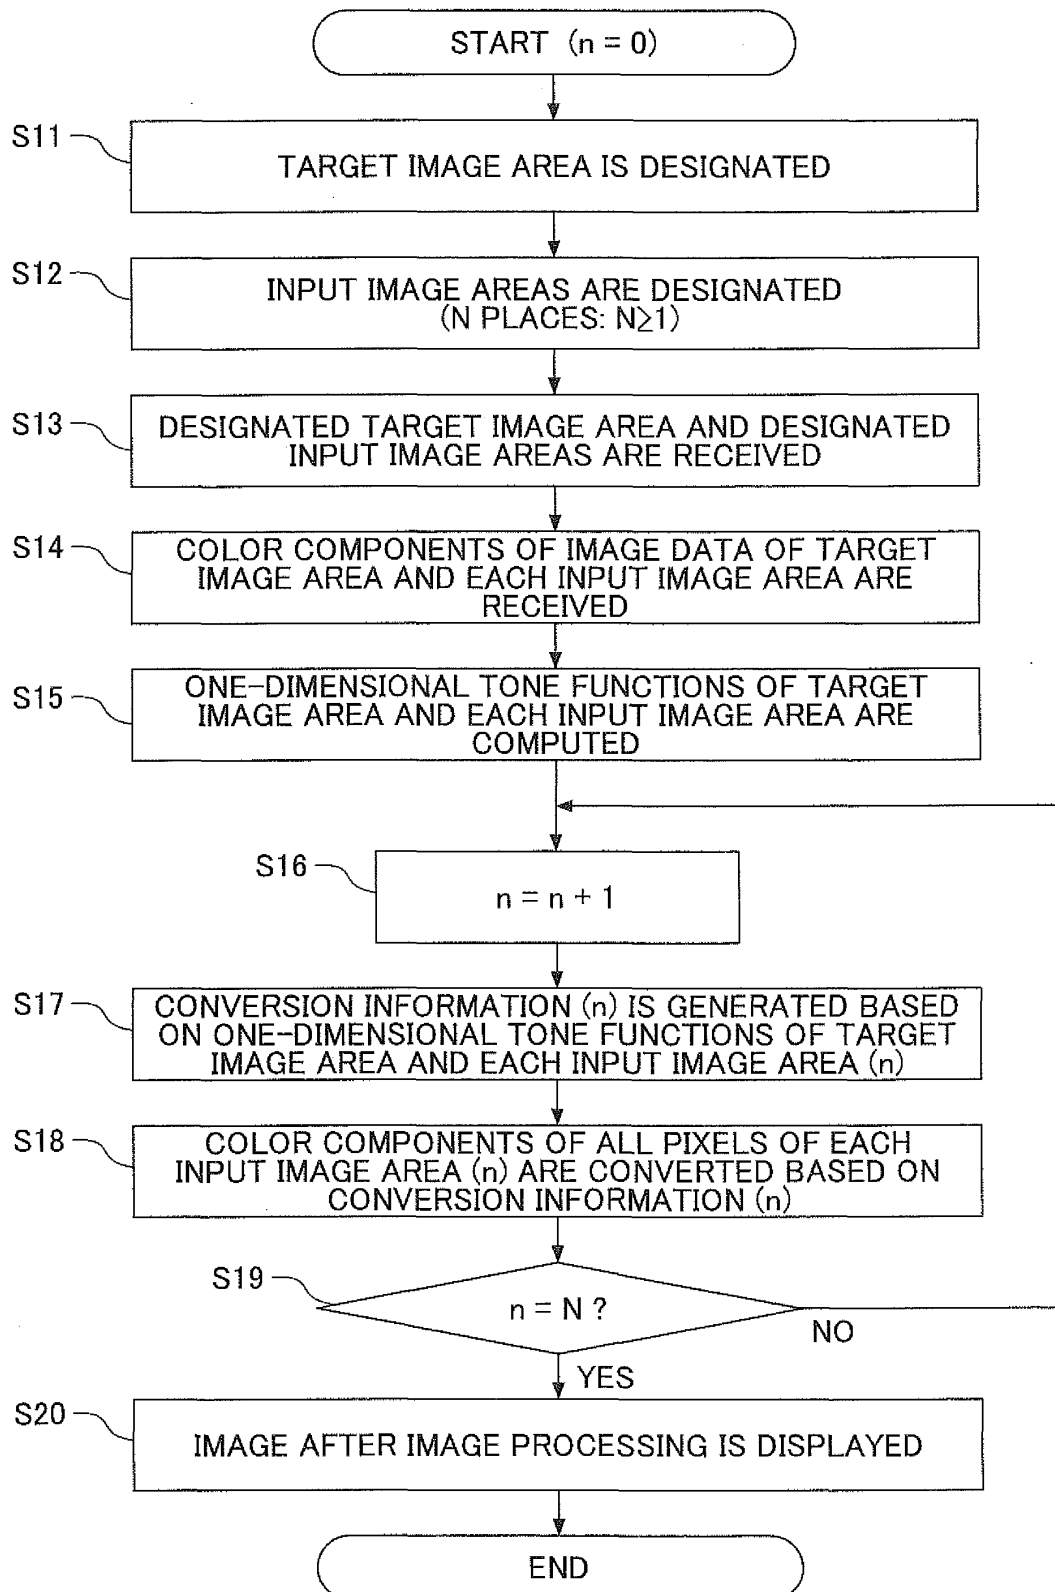 START (n = 0)
S11
TARGET IMAGE AREA IS DESIGNATED
S12
INPUT IMAGE AREAS ARE DESIGNATED
(N PLACES: N≥1)
S13
DESIGNATED TARGET IMAGE AREA AND DESIGNATED
INPUT IMAGE AREAS ARE RECEIVED
S14
COLOR COMPONENTS OF IMAGE DATA OF TARGET
IMAGE AREA AND EACH INPUT IMAGE AREA ARE
RECEIVED
S15
ONE-DIMENSIONAL TONE FUNCTIONS OF TARGET
IMAGE AREA AND EACH INPUT IMAGE AREA ARE
COMPUTED
S16
n = n + 1
S17
CONVERSION INFORMATION (n) IS GENERATED BASED
ON ONE-DIMENSIONAL TONE FUNCTIONS OF TARGET
IMAGE AREA AND EACH INPUT IMAGE AREA (n)
S18
COLOR COMPONENTS OF ALL PIXELS OF EACH
INPUT IMAGE AREA (n) ARE CONVERTED BASED ON
CONVERSION INFORMATION (n)
S19
n = N ?
NO
YES
S20
IMAGE AFTER IMAGE PROCESSING IS DISPLAYED
END